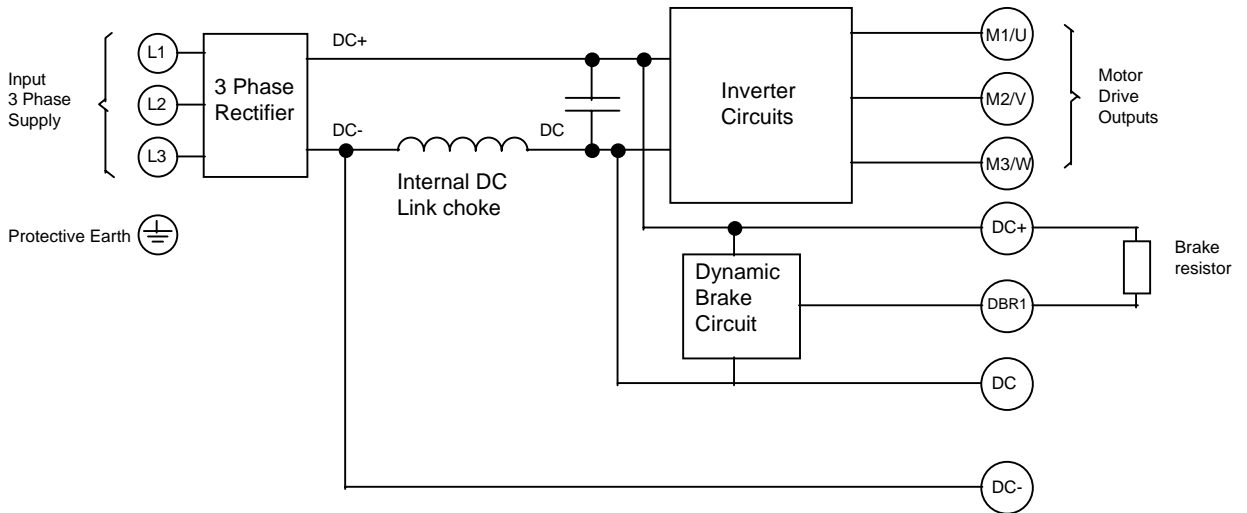 Input
3 Phase
Supply
L1
L2
L3
3 Phase
Rectifier
DC+
DC-
DC
Internal DC
Link choke
Inverter
Circuits
M1/U
M2/V
M3/W
Motor
Drive
Outputs
Protective Earth
DC+
Dynamic
Brake
Circuit
DBR1
Brake
resistor
DC
DC-